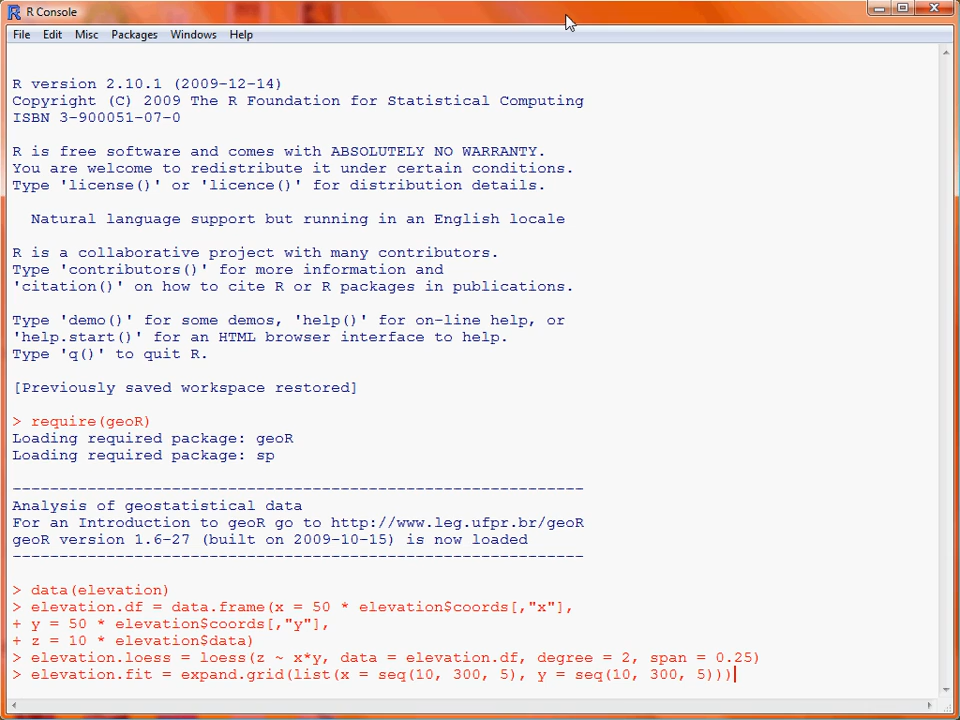 R Console
File Edit Misc Packages Windows Help
R version 2.10.1 (2009-12-14)
Copyright (C) 2009 The R Foundation for Statistical Computing
ISBN 3-900051-07-0
R is free software and comes with ABSOLUTELY NO WARRANTY.
You are welcome to redistribute it under certain conditions.
Type 'license()' or 'licence()' for distribution details.
Natural language support but running in an English locale
R is a collaborative project with many contributors.
Type 'contributors()' for more information and
'citation()' on how to cite R or R packages in publications.
Type 'demo()' for some demos, 'help()' for on-line help, or
'help.start()' for an HTML browser interface to help.
Type 'q()' to quit R.
[Previously saved workspace restored]
> require(geoR)
Loading required package: geoR
Loading required package: sp
-------------------------------------------------------------
Analysis of geostatistical data
For an Introduction to geoR go to http://www.leg.ufpr.br/geoR
geoR version 1.6-27 (built on 2009-10-15) is now loaded
-------------------------------------------------------------
> data(elevation)
> elevation.df = data.frame(x = 50 * elevation$coords[,"x"],
+ y = 50 * elevation$coords[,"y"],
+ z = 10 * elevation$data)
> elevation.loess = loess(z ~ x*y, data = elevation.df, degree = 2, span = 0.25)
> elevation.fit = expand.grid(list(x = seq(10, 300, 5), y = seq(10, 300, 5)))